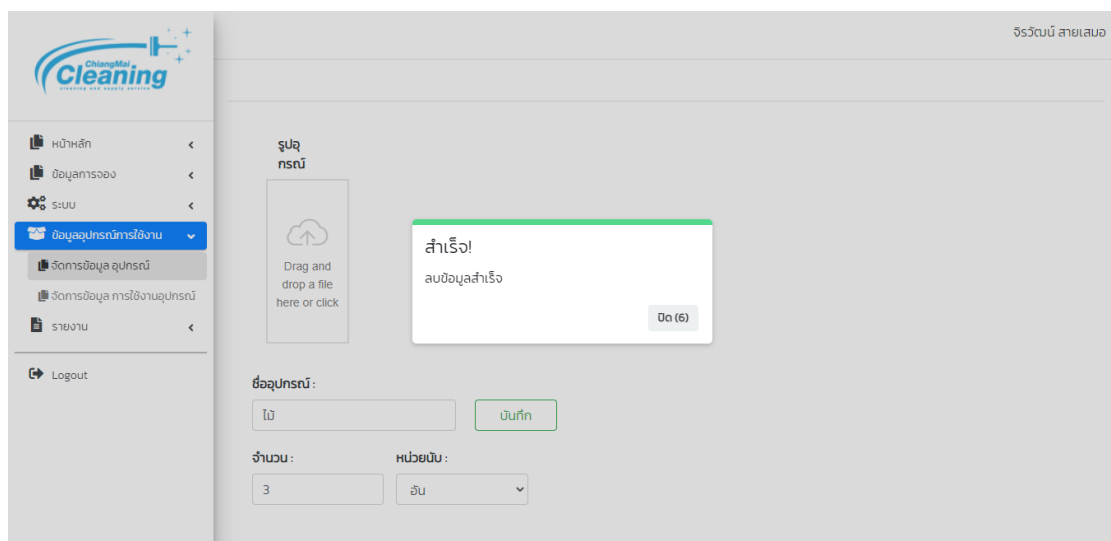 จิรวัฒน์ สายเสมอ
ChiangMai
Cleaning
cleaning and supply service
หน้าหลัก
ข้อมูลการจอง
ระบบ
ข้อมูลอุปกรณ์การใช้งาน
จัดการข้อมูล อุปกรณ์
จัดการข้อมูล การใช้งานอุปกรณ์
รายงาน
Logout
รูปอุ
กรณ์
Drag and
drop a file
here or click
สำเร็จ!
ลบข้อมูลสำเร็จ
ปิด (6)
ชื่ออุปกรณ์ :
ไม้
บันทึก
จำนวน : หน่วยนับ :
3 อัน